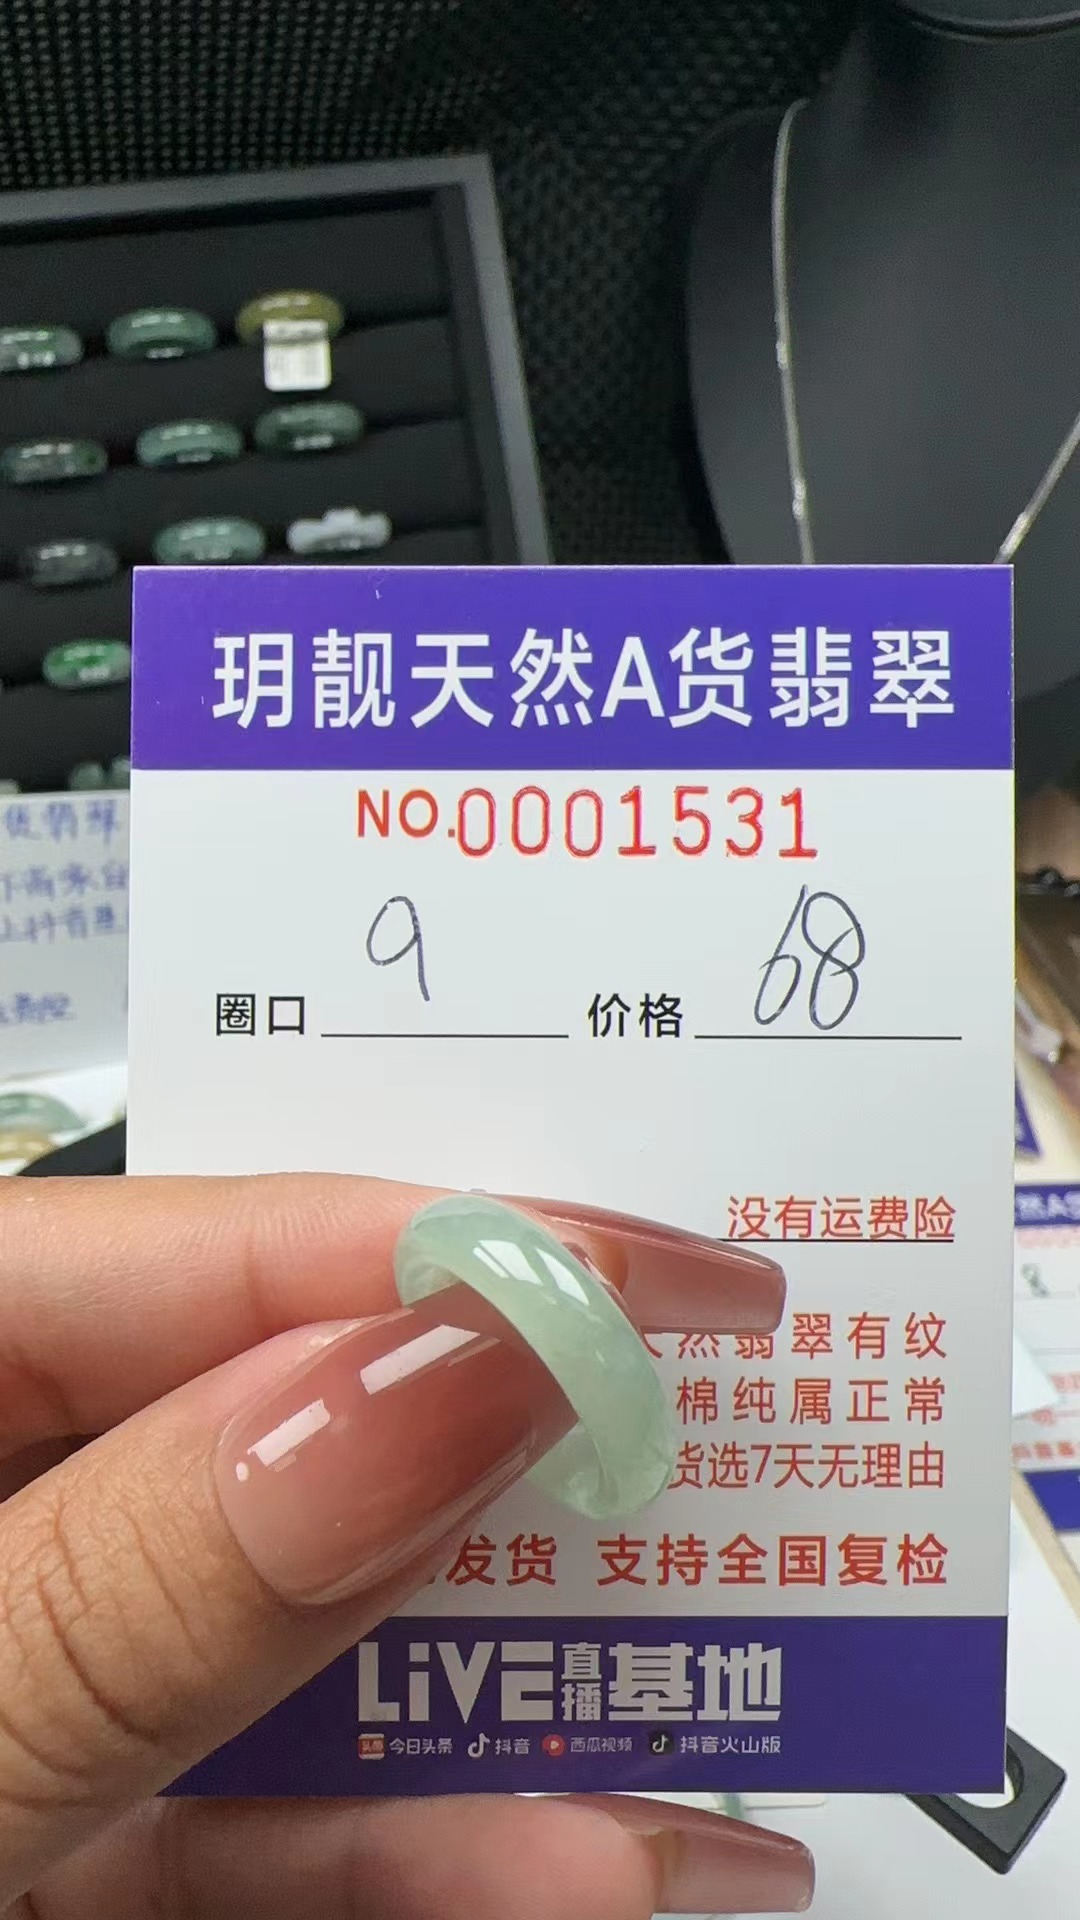 玥靓天然A货翡翠
NO.0001531
圈口 9 价格 68
没有运费险
然翡翠有纹
棉纯属正常
货选7天无理由
发货 支持全国复检
LiVE直播基地
今日头条 抖音 西瓜视频 抖音火山版